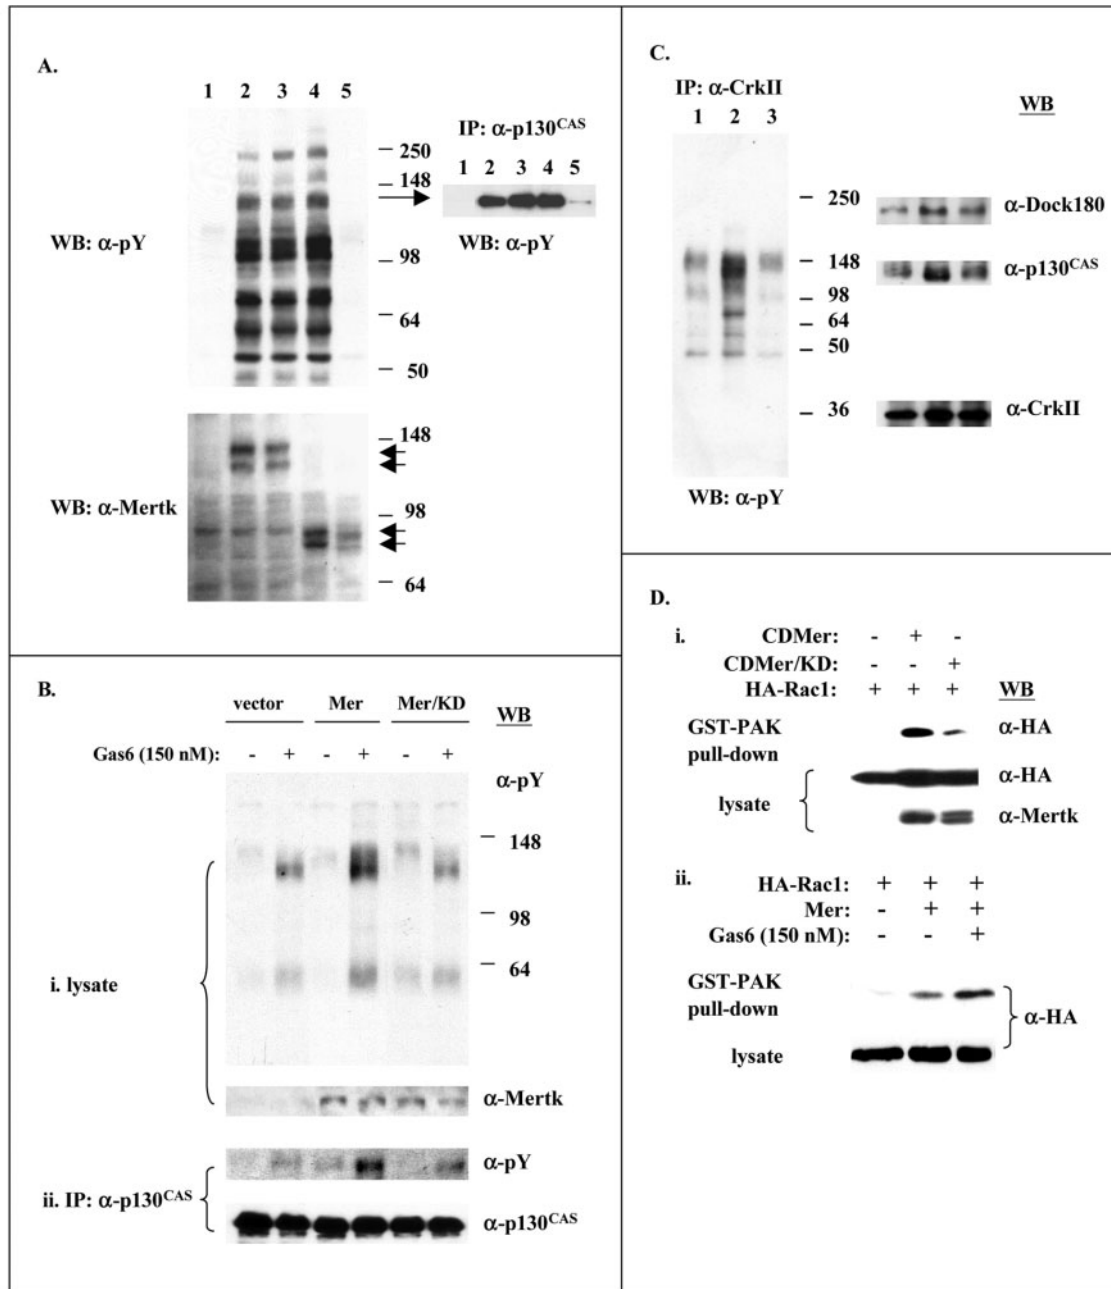 A.
1 2 3 4 5
WB: α-pY
250
148
98
64
50
IP: α-p130CAS
1 2 3 4 5
WB: α-pY
WB: α-Mertk
148
98
64
B.
vector Mer Mer/KD WB
Gas6 (150 nM): - + - + - +
α-pY
148
98
64
i. lysate
α-Mertk
α-pY
ii. IP: α-p130CAS
α-p130CAS
C.
IP: α-CrkII
1 2 3
WB
250
148
98
64
50
36
α-Dock180
α-p130CAS
α-CrkII
WB: α-pY
D.
i. CDMer: - + -
CDMer/KD: - - +
HA-Rac1: + + + WB
GST-PAK
pull-down
α-HA
lysate
α-HA
α-Mertk
ii. HA-Rac1: + + +
Mer: - + +
Gas6 (150 nM): - - +
GST-PAK
pull-down
α-HA
lysate